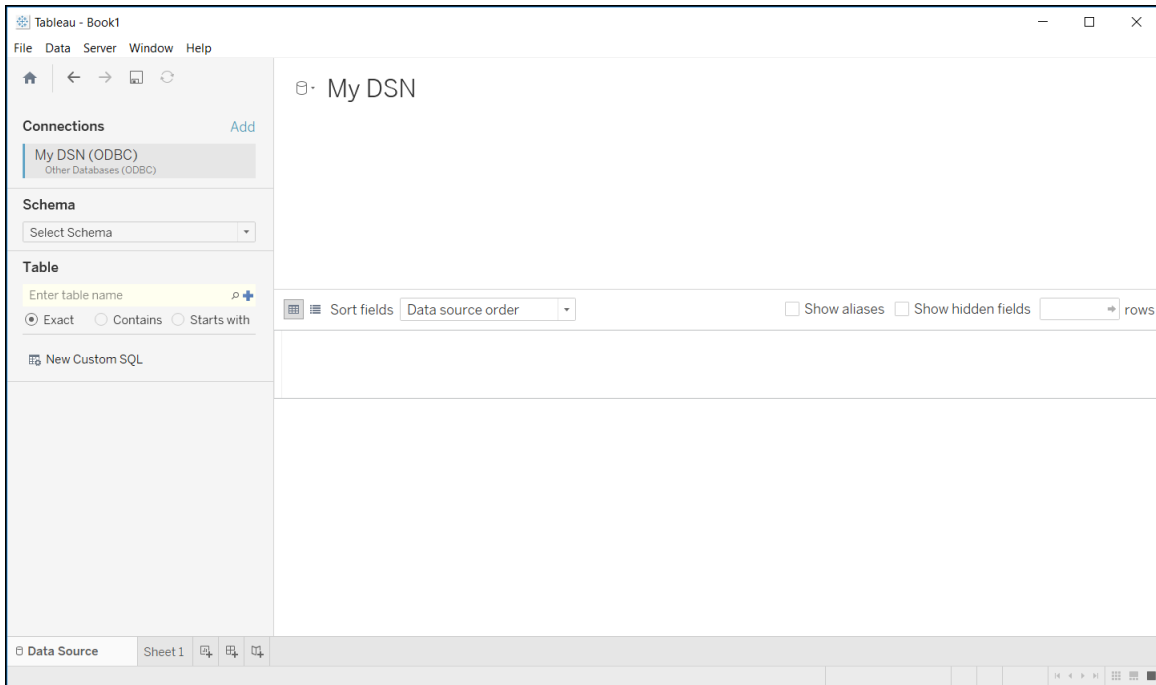 Tableau - Book1
File Data Server Window Help
My DSN
Connections Add
My DSN (ODBC)
Other Databases (ODBC)
Schema
Select Schema
Table
Enter table name
Exact Contains Starts with
New Custom SQL
Sort fields Data source order Show aliases Show hidden fields rows
Data Source Sheet 1